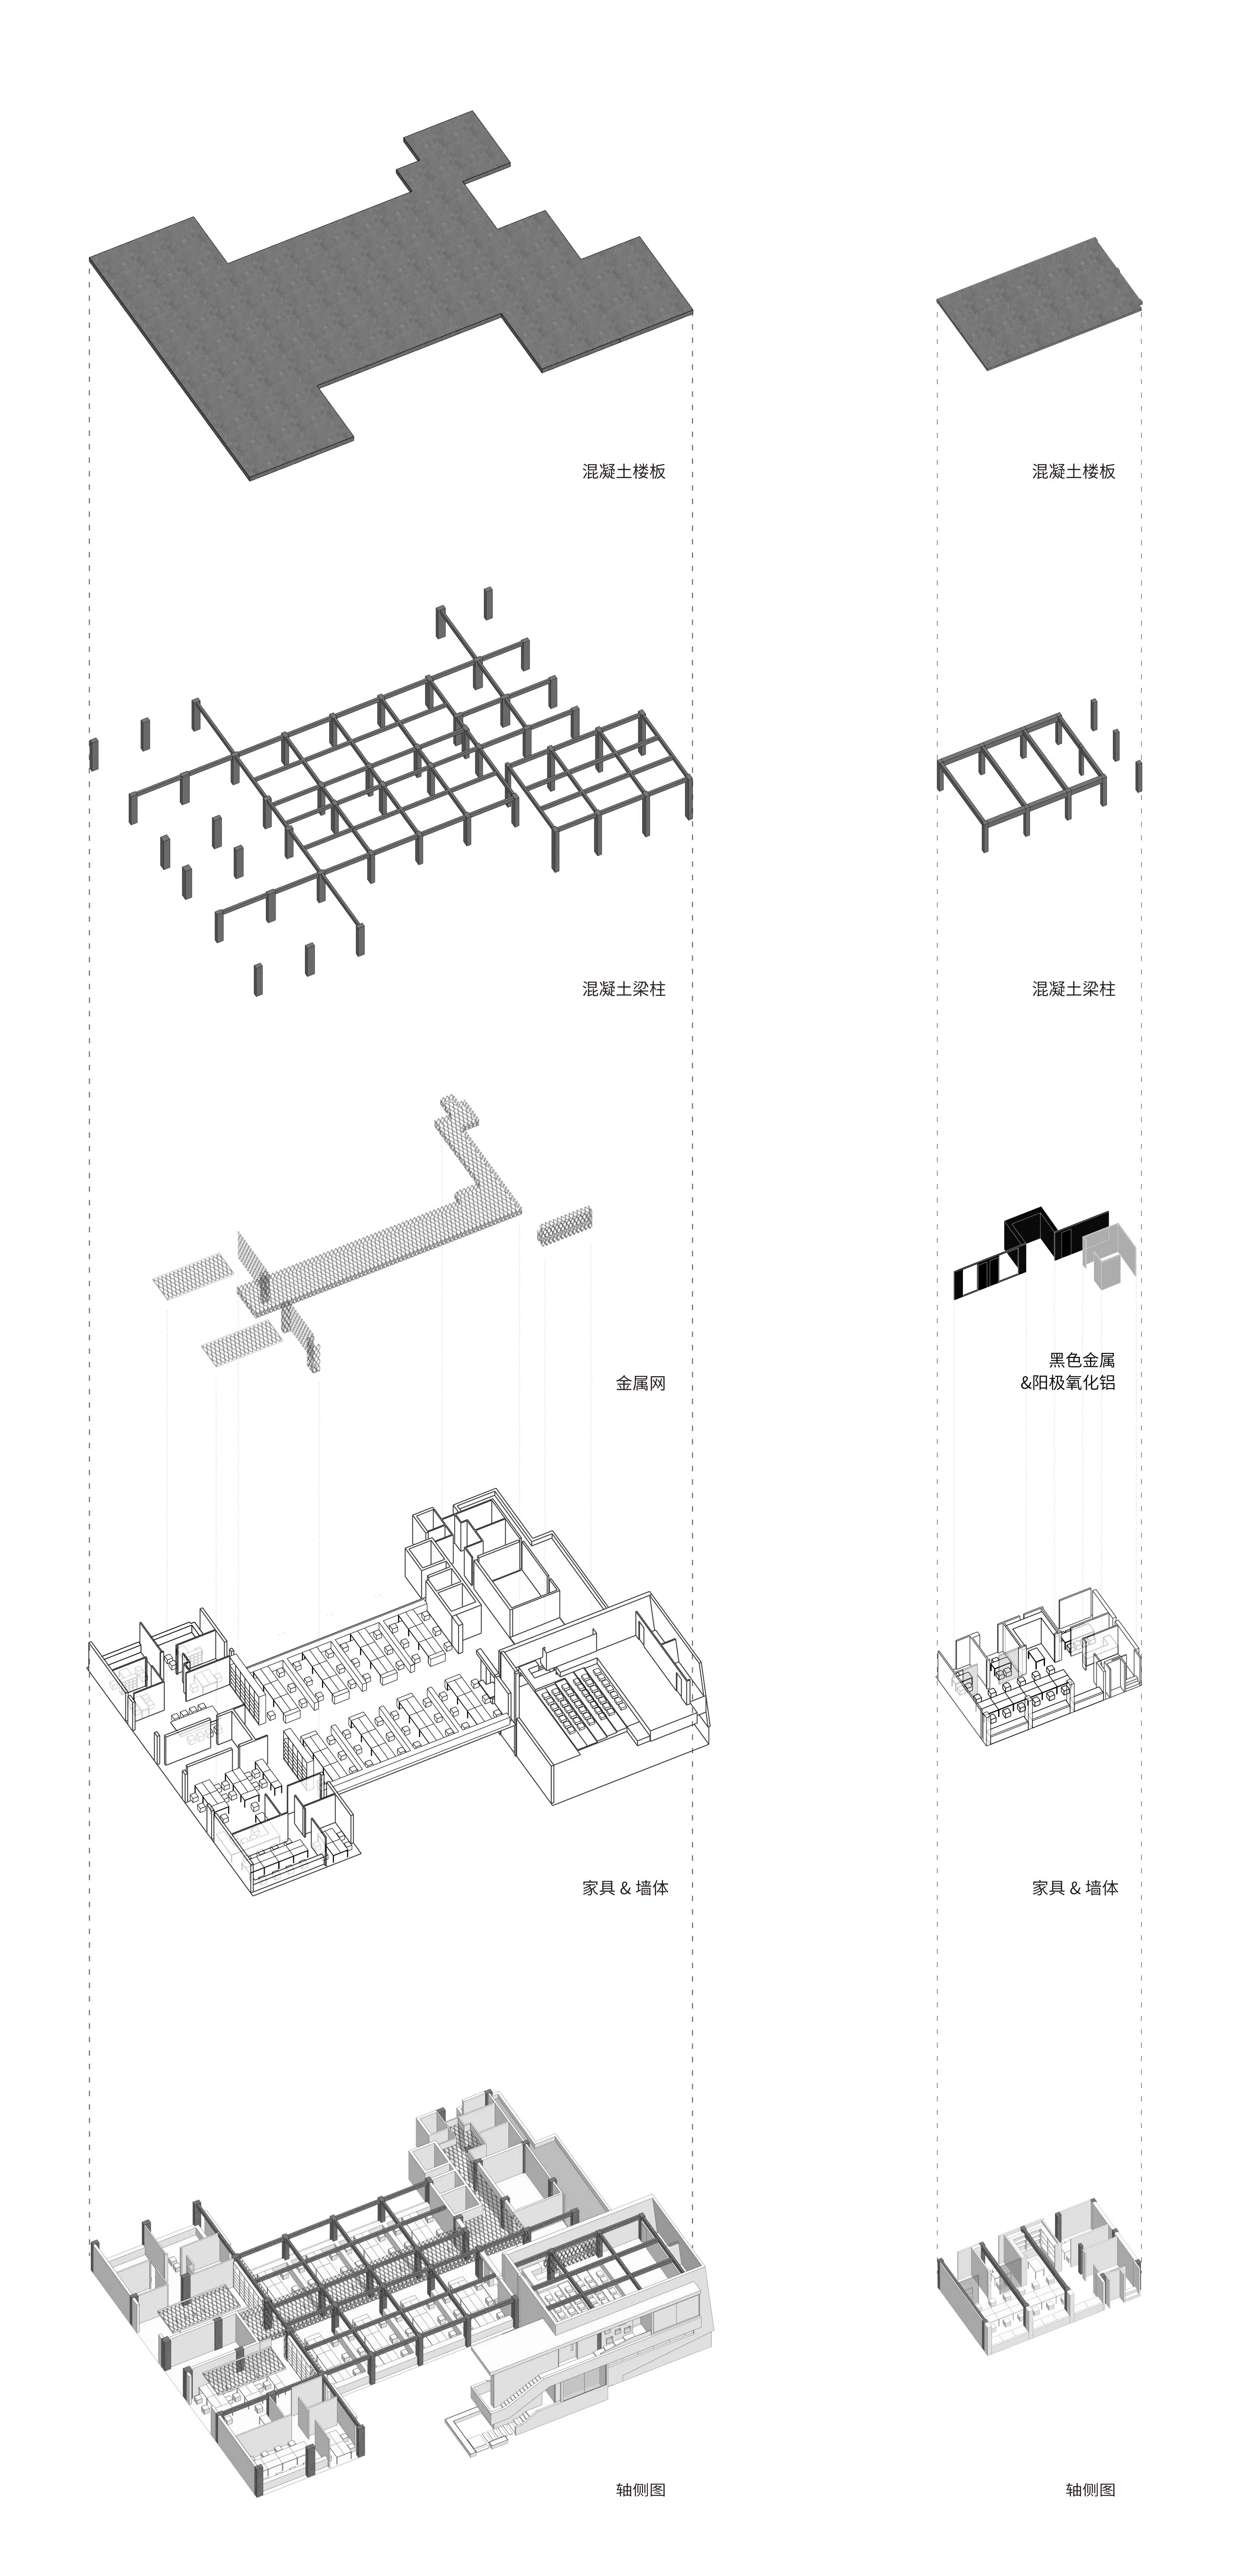 混凝土楼板
混凝土楼板
混凝土梁柱
混凝土梁柱
金属网
黑色金属
&阳极氧化铝
家具 & 墙体
家具 & 墙体
轴侧图
轴侧图